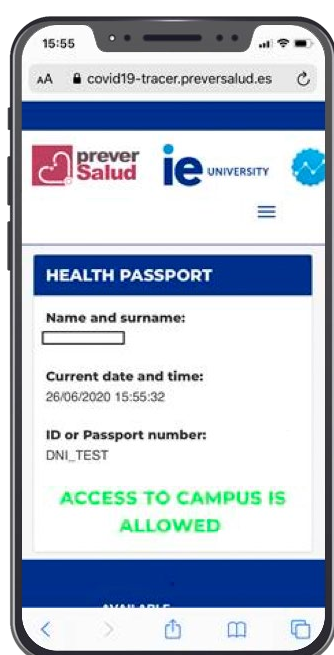 15:55
AA covid19-tracer.preversalud.es
prever
Salud
ie UNIVERSITY
HEALTH PASSPORT
Name and surname:
Current date and time:
26/06/2020 15:55:32
ID or Passport number:
DNI_TEST
ACCESS TO CAMPUS IS
ALLOWED
AVAILABLE